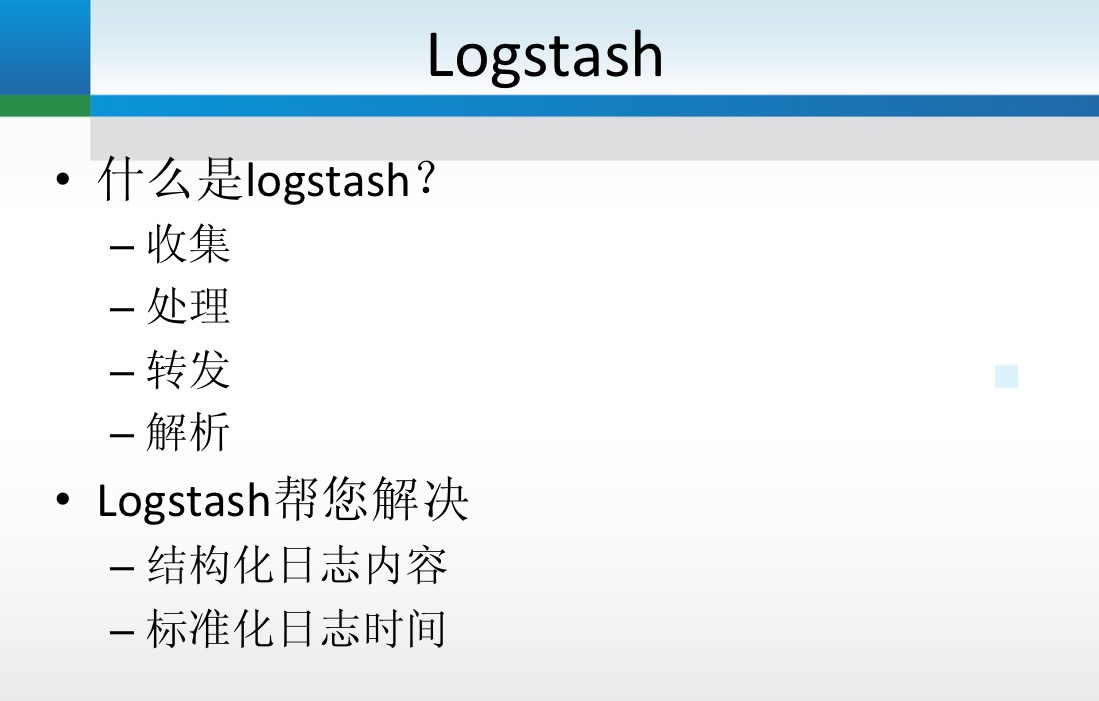 Logstash
• 什么是logstash？
– 收集
– 处理
– 转发
– 解析
• Logstash帮您解决
– 结构化日志内容
– 标准化日志时间